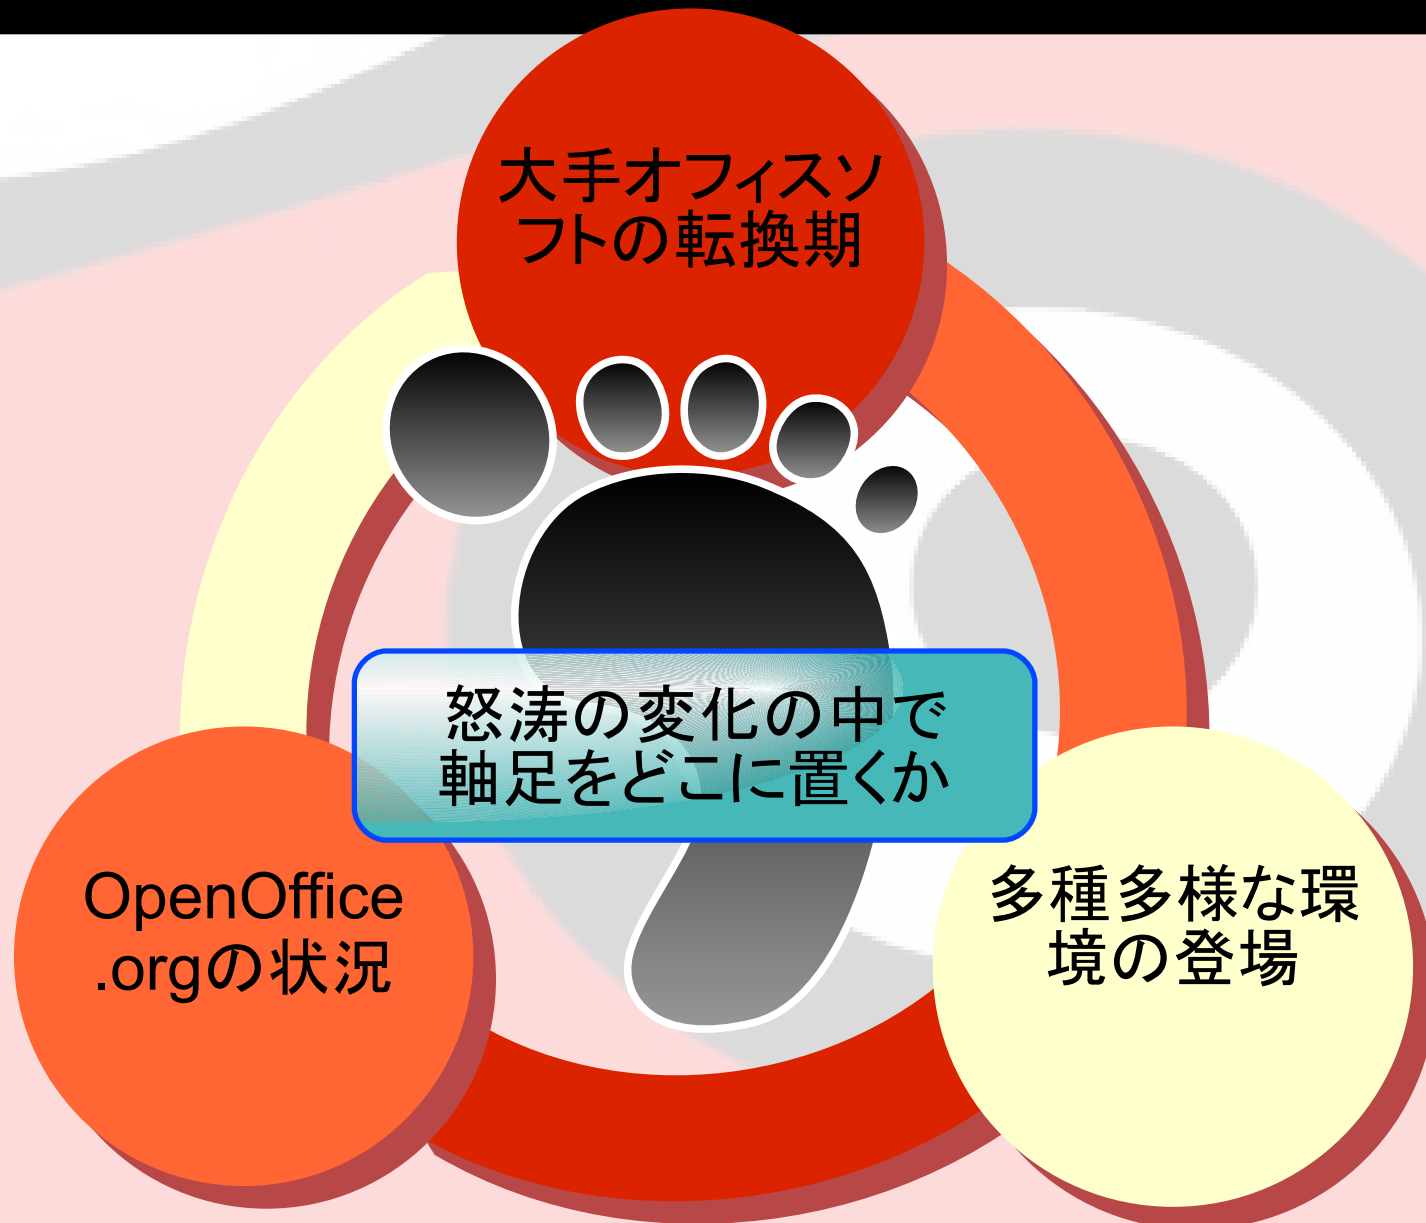 大手オフィスソ
フトの転換期
怒涛の変化の中で
軸足をどこに置くか
OpenOffice
.orgの状況
多種多様な環
境の登場